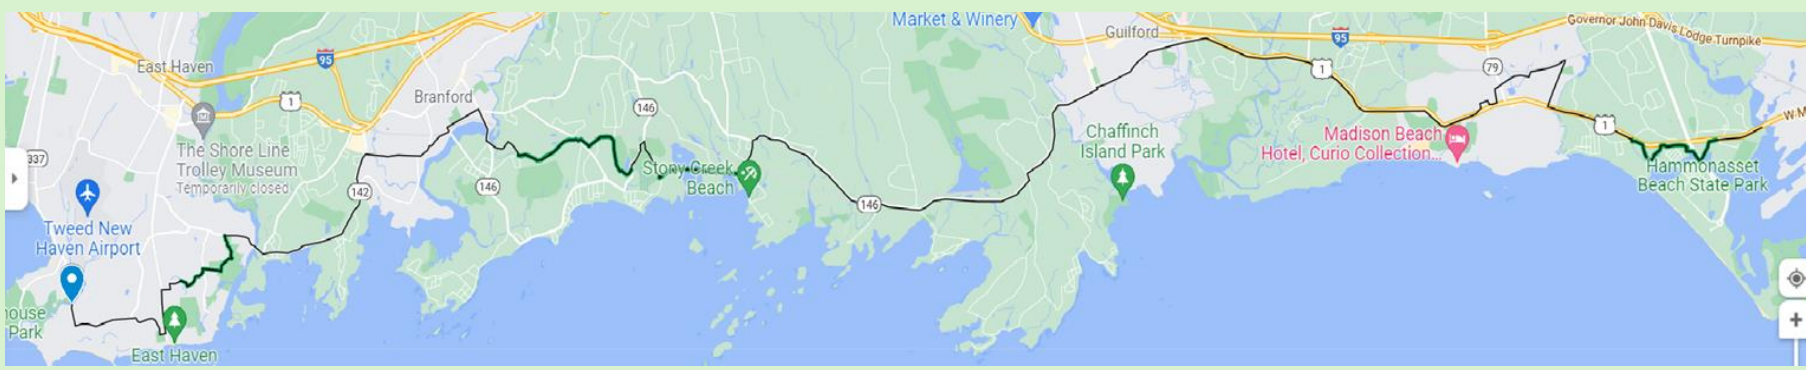 Market & Winery
Guilford
95
Governor John Davis Lodge Turnpike
East Haven
95
1
79
1
Branford
146
1
337
The Shore Line
Trolley Museum
Temporarily closed
Stony Creek
Beach
Chaffinch
Island Park
Madison Beach
Hotel, Curio Collection...
Hammonasset
Beach State Park
W M
142
146
146
Tweed New
Haven Airport
house
Park
East Haven
+